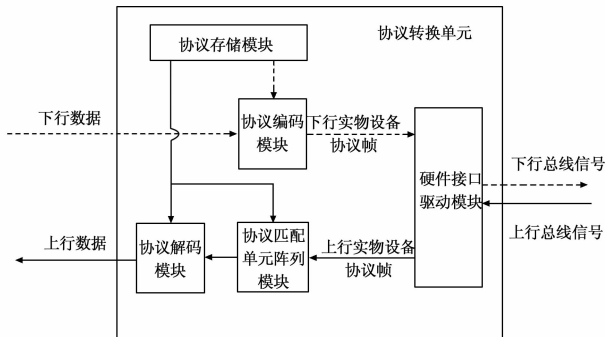 协议存储模块
协议转换单元
下行数据
协议编码
模块
下行实物设备
协议帧
硬件接口
驱动模块
下行总线信号
上行总线信号
上行数据
协议解码
模块
协议匹配
单元阵列
模块
上行实物设备
协议帧